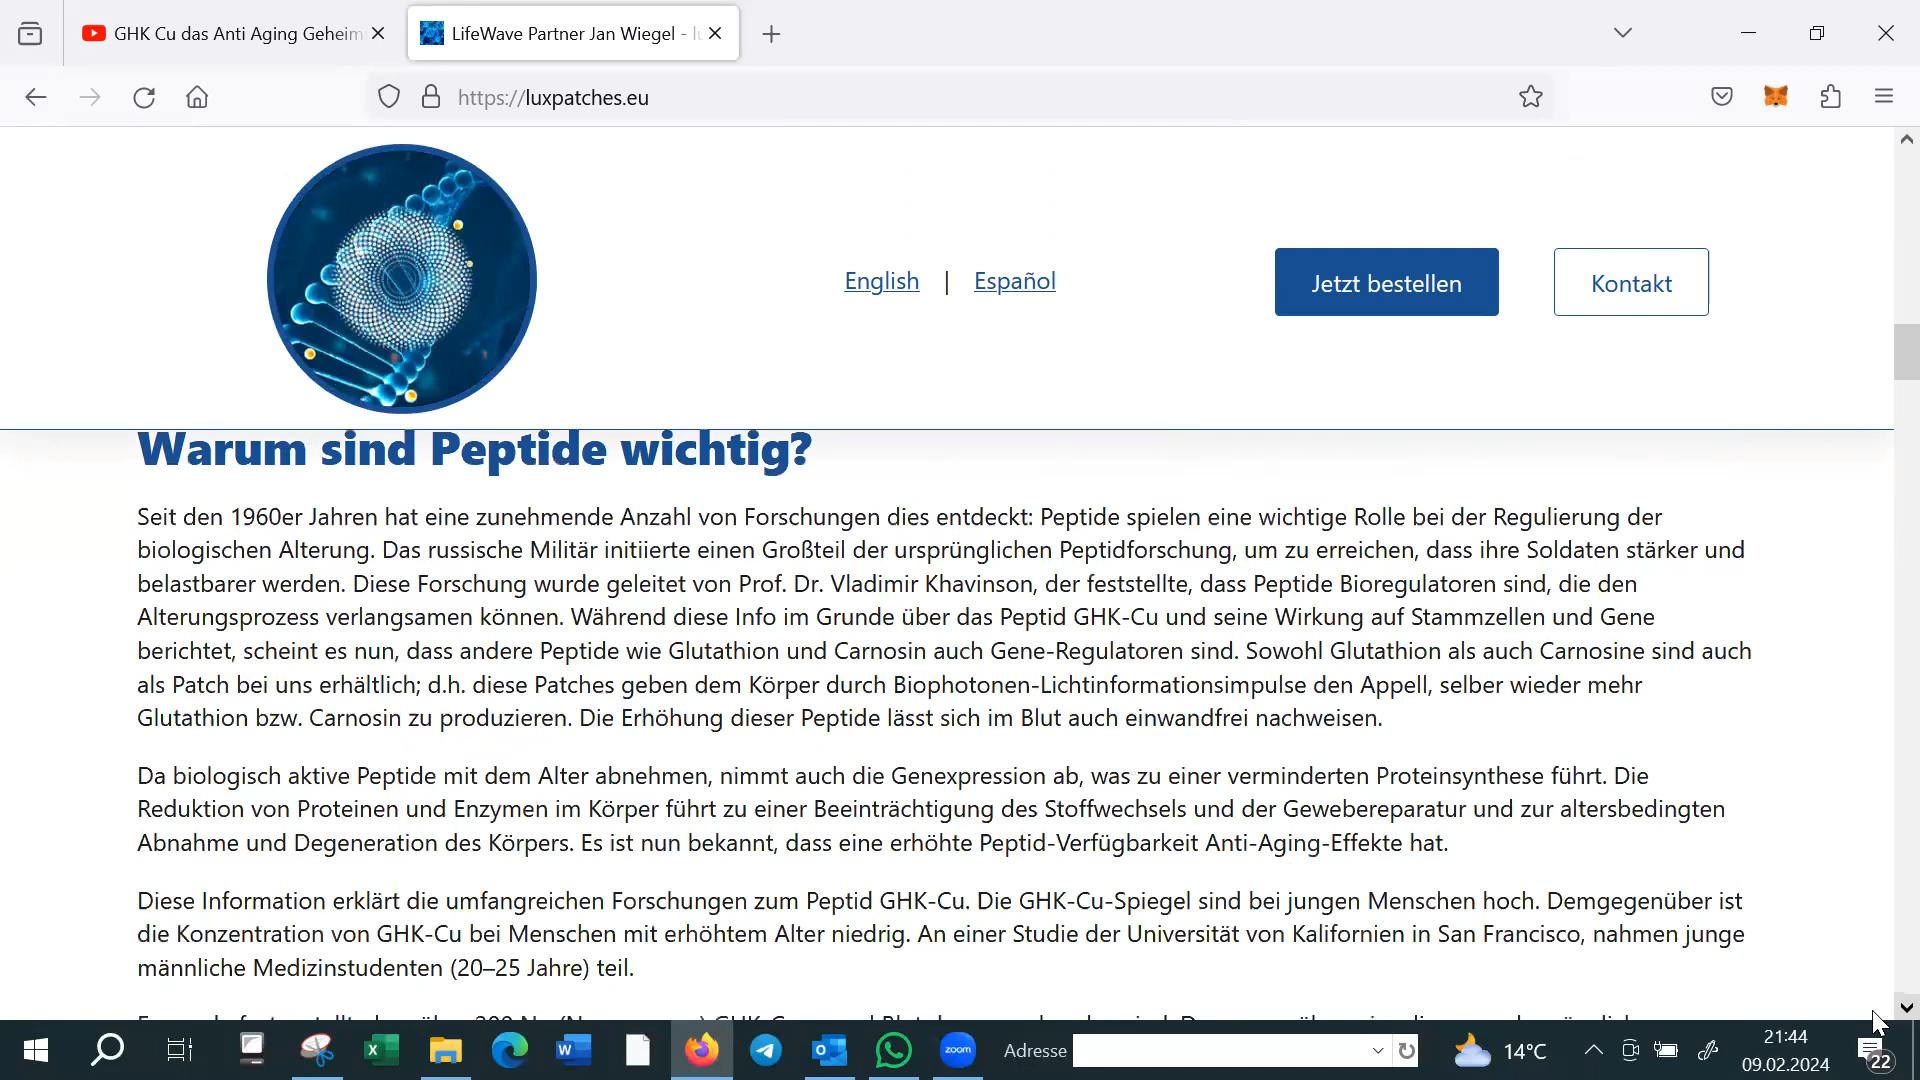 GHK Cu das Anti Aging Geheim
LifeWave Partner Jan Wiegel - l
https://luxpatches.eu
English | Español
Jetzt bestellen
Kontakt
Warum sind Peptide wichtig?
Seit den 1960er Jahren hat eine zunehmende Anzahl von Forschungen dies entdeckt: Peptide spielen eine wichtige Rolle bei der Regulierung der
biologischen Alterung. Das russische Militär initiierte einen Großteil der ursprünglichen Peptidforschung, um zu erreichen, dass ihre Soldaten stärker und
belastbarer werden. Diese Forschung wurde geleitet von Prof. Dr. Vladimir Khavinson, der feststellte, dass Peptide Bioregulatoren sind, die den
Alterungsprozess verlangsamen können. Während diese Info im Grunde über das Peptid GHK-Cu und seine Wirkung auf Stammzellen und Gene
berichtet, scheint es nun, dass andere Peptide wie Glutathion und Carnosin auch Gene-Regulatoren sind. Sowohl Glutathion als auch Carnosine sind auch
als Patch bei uns erhältlich; d.h. diese Patches geben dem Körper durch Biophotonen-Lichtinformationsimpulse den Appell, selber wieder mehr
Glutathion bzw. Carnosin zu produzieren. Die Erhöhung dieser Peptide lässt sich im Blut auch einwandfrei nachweisen.
Da biologisch aktive Peptide mit dem Alter abnehmen, nimmt auch die Genexpression ab, was zu einer verminderten Proteinsynthese führt. Die
Reduktion von Proteinen und Enzymen im Körper führt zu einer Beeinträchtigung des Stoffwechsels und der Gewebereparatur und zur altersbedingten
Abnahme und Degeneration des Körpers. Es ist nun bekannt, dass eine erhöhte Peptid-Verfügbarkeit Anti-Aging-Effekte hat.
Diese Information erklärt die umfangreichen Forschungen zum Peptid GHK-Cu. Die GHK-Cu-Spiegel sind bei jungen Menschen hoch. Demgegenüber ist
die Konzentration von GHK-Cu bei Menschen mit erhöhtem Alter niedrig. An einer Studie der Universität von Kalifornien in San Francisco, nahmen junge
männliche Medizinstudenten (20–25 Jahre) teil.
Adresse
14°C
21:44
09.02.2024
22
zoom